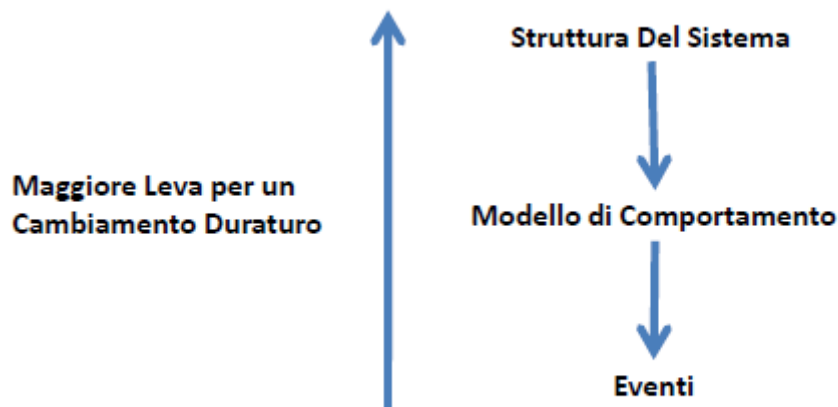 Struttura Del Sistema
Maggiore Leva per un
Cambiamento Duraturo
Modello di Comportamento
Eventi